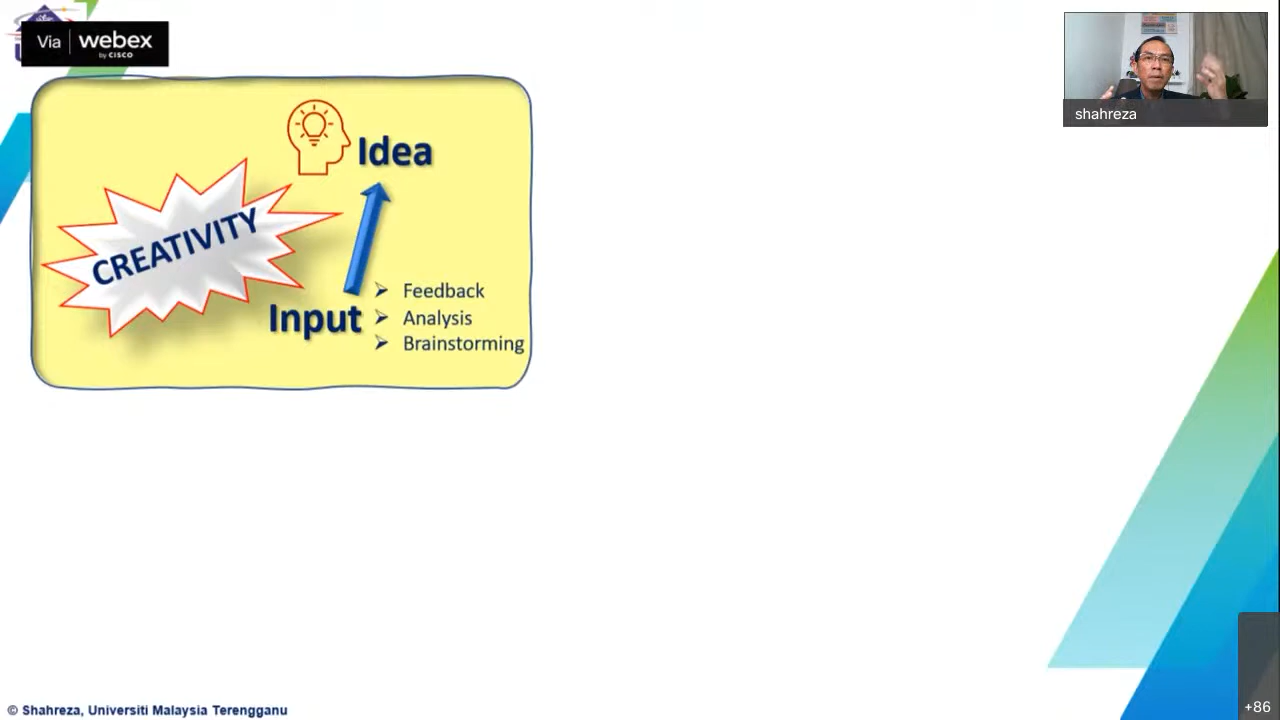 Via webex
by CISCO
shahreza
Idea
CREATIVITY
Input
Feedback
Analysis
Brainstorming
+86
© Shahreza, Universiti Malaysia Terengganu